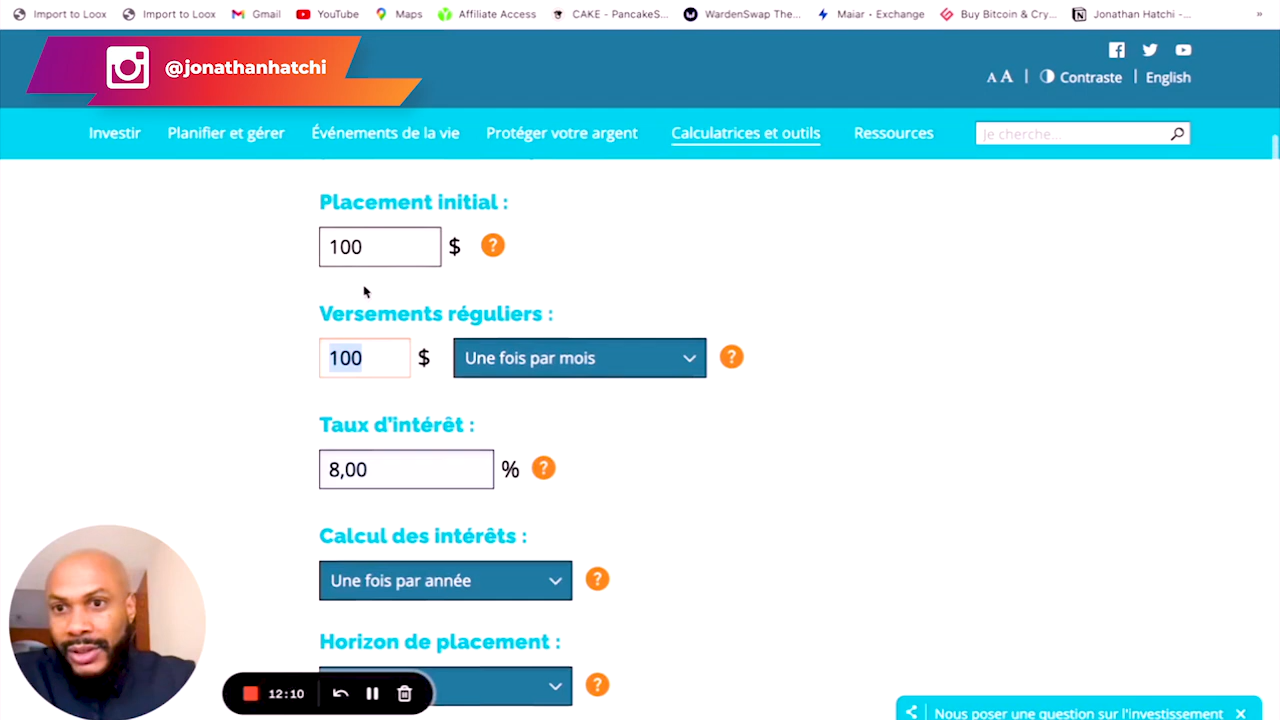 Import to Loox
Import to Loox
Gmail
YouTube
Maps
Affiliate Access
CAKE - PancakeS...
WardenSwap The...
Maiar • Exchange
Buy Bitcoin & Cry...
Jonathan Hatchi -...
»
@jonathanhatchi
A A | Contraste | English
Investir
Planifier et gérer
Événements de la vie
Protéger votre argent
Calculatrices et outils
Ressources
Je cherche...
Placement initial :
100 $ ?
Versements réguliers :
100 $ Une fois par mois ?
Taux d'intérêt :
8,00 % ?
Calcul des intérêts :
Une fois par année ?
Horizon de placement :
?
12:10
Nous poser une question sur l'investissement X